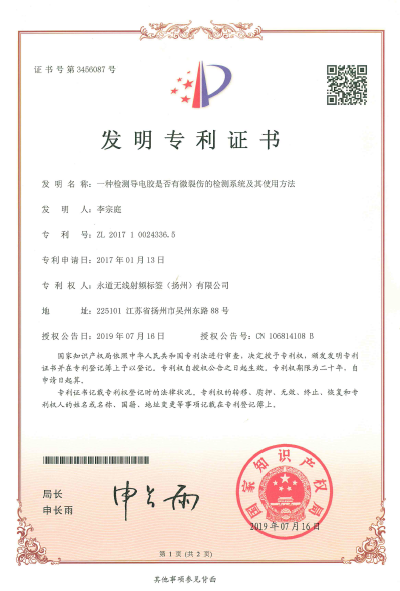 证书号第3456087号
发明专利证书
发明名称：一种检测导电胶是否有微裂伤的检测系统及其使用方法
发明人：李宗庭
专利号：ZL 2017 1 0024336.5
专利申请日：2017年01月13日
专利权人：永道无线射频标签（扬州）有限公司
地址：225101 江苏省扬州市吴州东路88号
授权公告日：2019年07月16日 授权公告号：CN 106814108 B
国家知识产权局依照中华人民共和国专利法进行审查，决定授予专利权，颁发发明专利
证书并在专利登记簿上予以登记。专利权自授权公告之日起生效。专利权期限为二十年，自
申请日起算。
专利证书记载专利权登记时的法律状况。专利权的转移、质押、无效、终止、恢复和专
利权人的姓名或名称、国籍、地址变更等事项记载在专利登记簿上。
局长
申长雨
申长雨
国家知识产权局
2019年07月16日
第1页（共2页）
其他事项参见背面